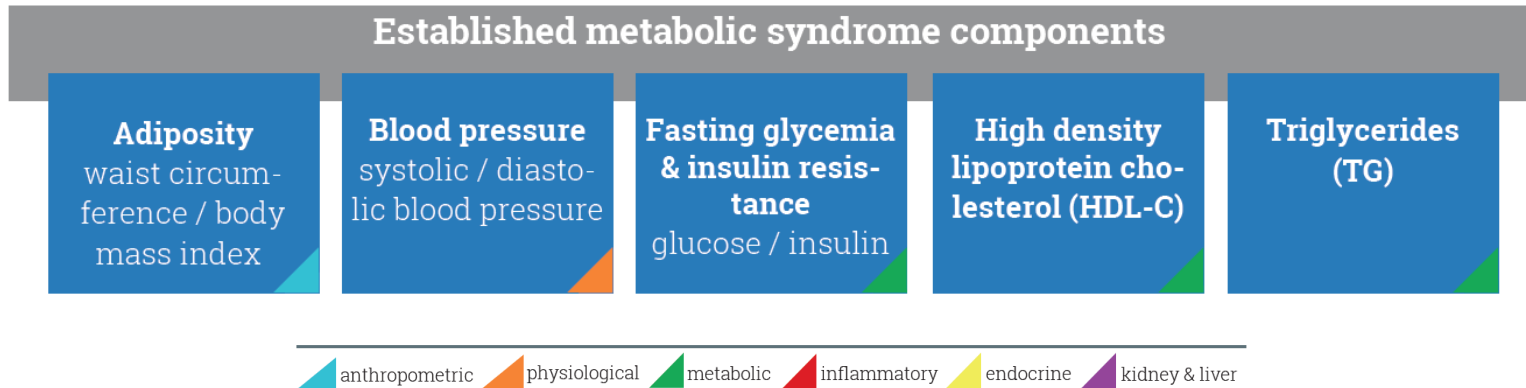 Established metabolic syndrome components
Adiposity
waist circum-
ference / body
mass index
Blood pressure
systolic / diasto-
lic blood pressure
Fasting glycemia
& insulin resis-
tance
glucose / insulin
High density
lipoprotein cho-
lesterol (HDL-C)
Triglycerides
(TG)
anthropometric physiological metabolic inflammatory endocrine kidney & liver